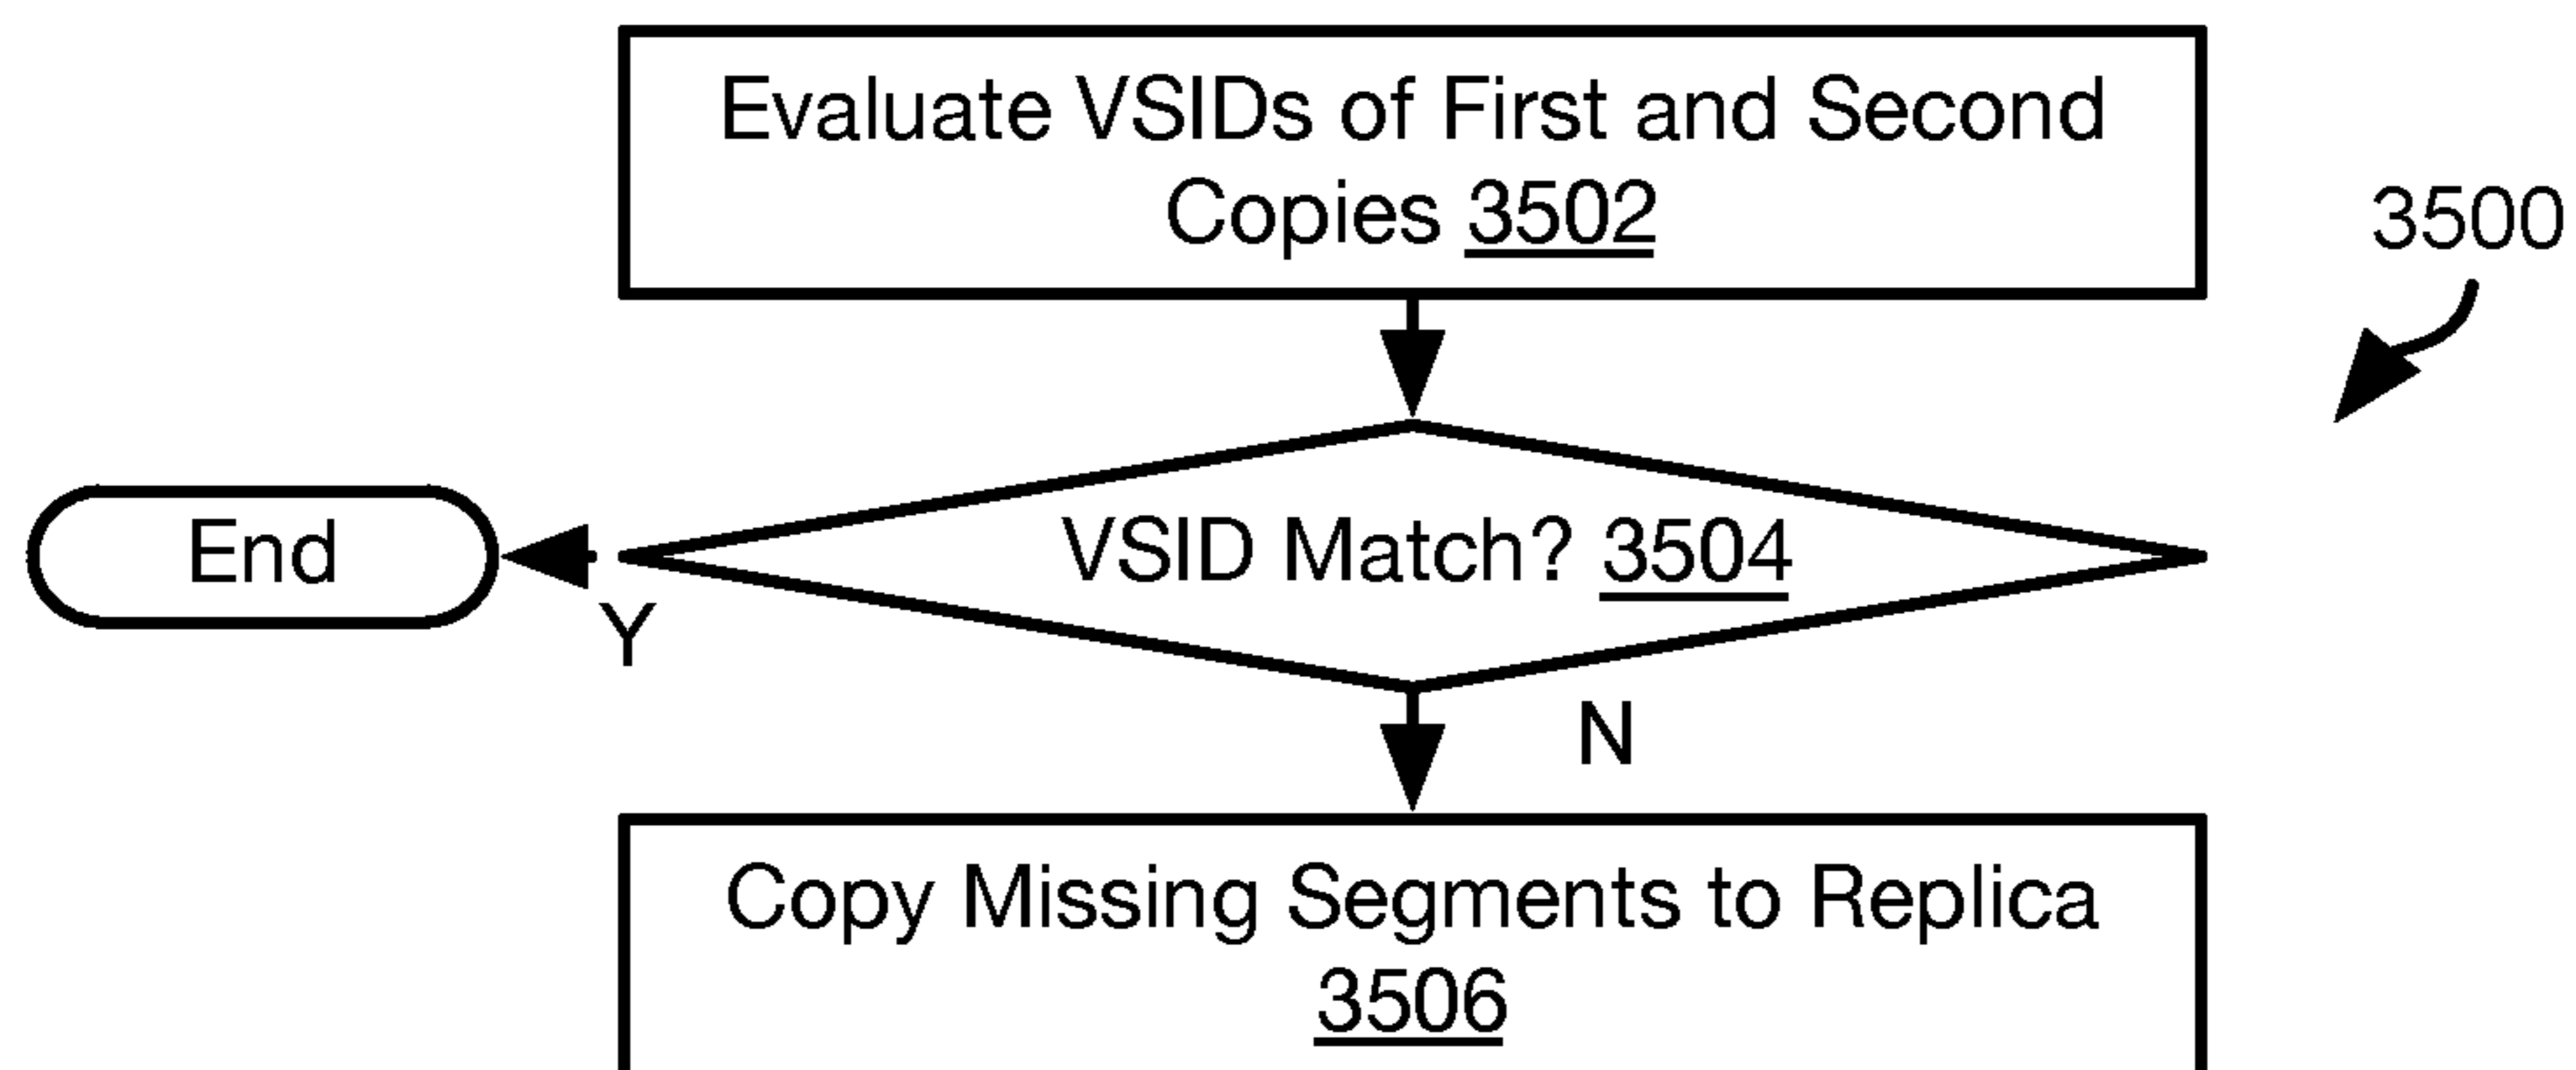 Evaluate VSIDs of First and Second
Copies 3502
3500
End
VSID Match? 3504
Y
N
Copy Missing Segments to Replica
3506